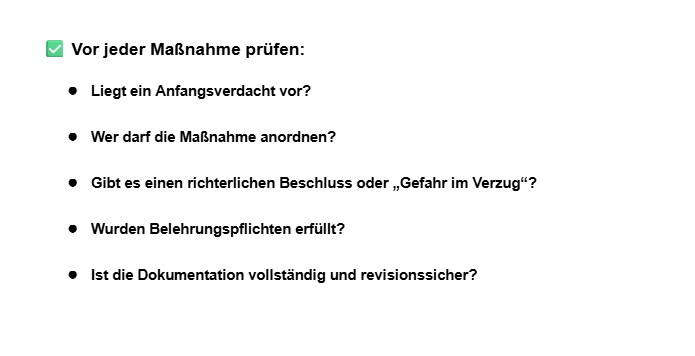 ✅ Vor jeder Maßnahme prüfen:
● Liegt ein Anfangsverdacht vor?
● Wer darf die Maßnahme anordnen?
● Gibt es einen richterlichen Beschluss oder „Gefahr im Verzug“?
● Wurden Belehrungspflichten erfüllt?
● Ist die Dokumentation vollständig und revisionssicher?